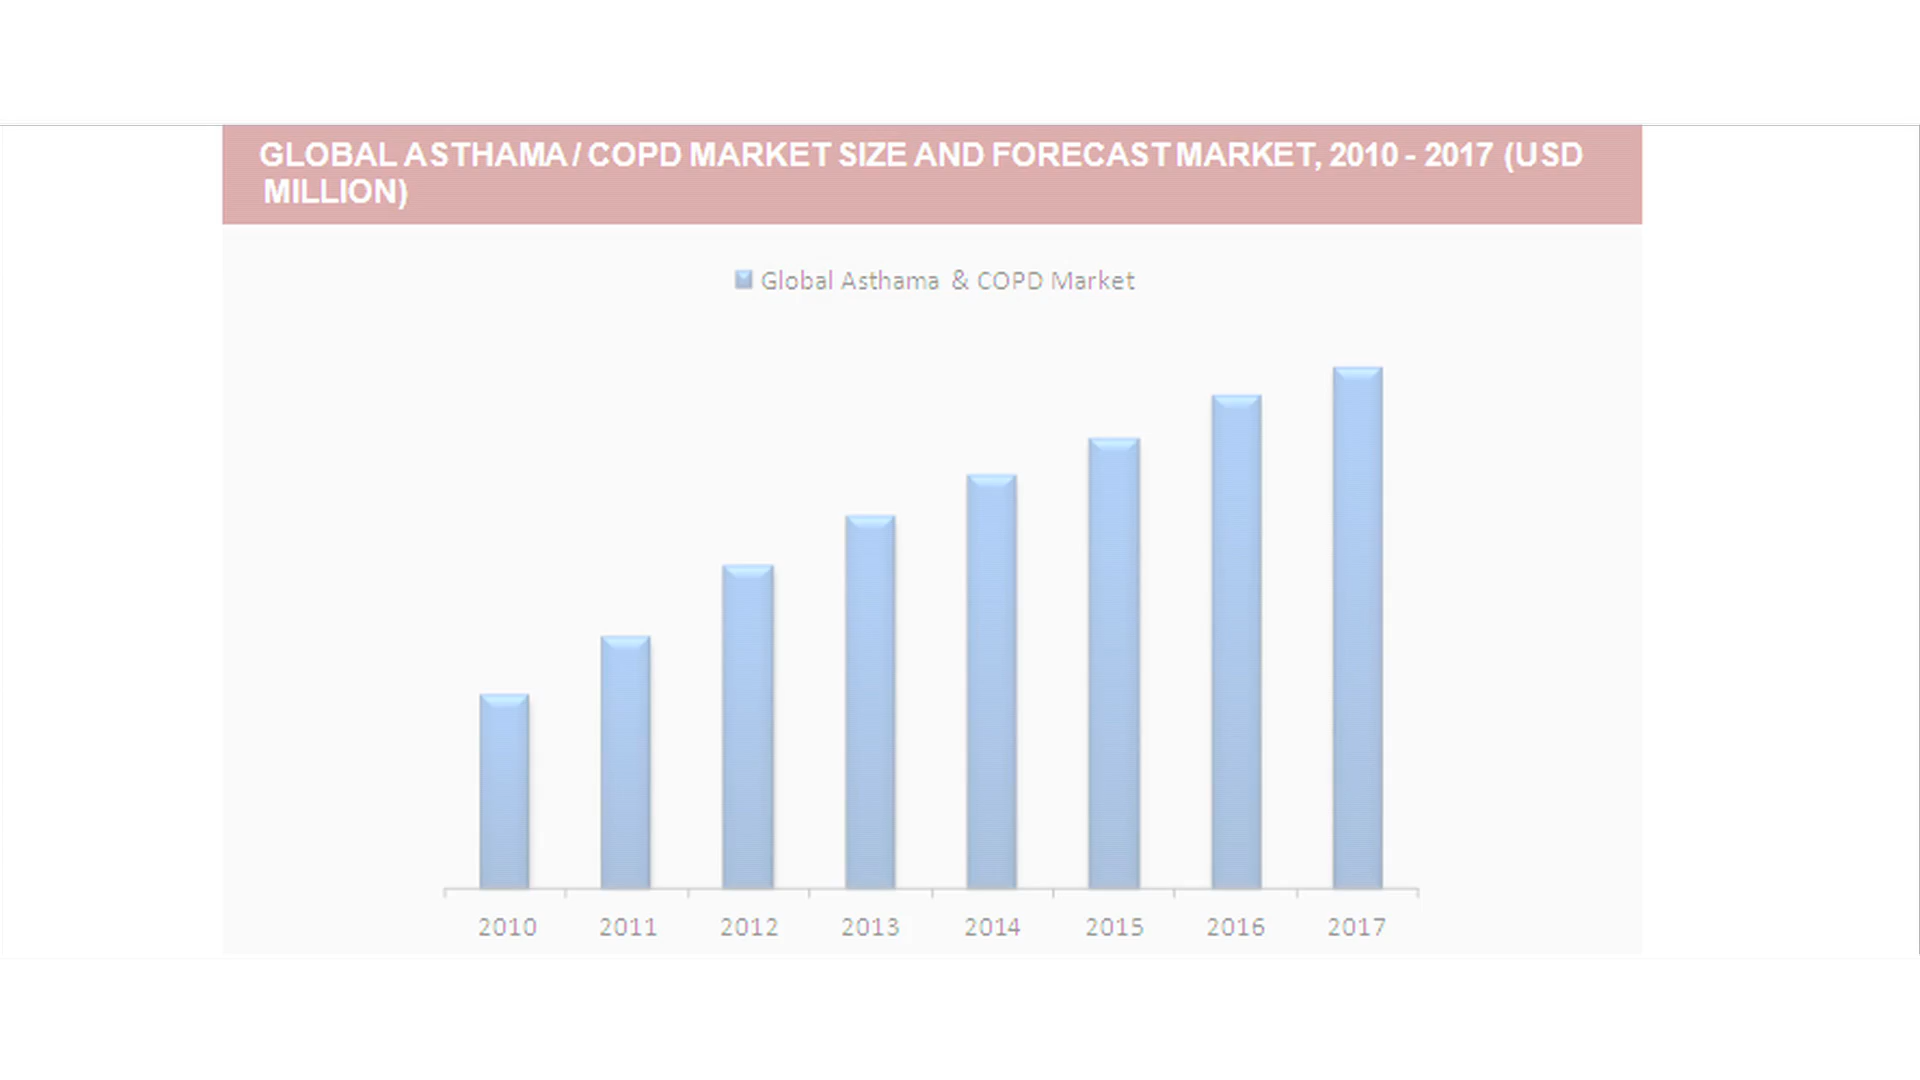 GLOBAL ASTHAMA / COPD MARKET SIZE AND FORECAST MARKET, 2010 - 2017 (USD
MILLION)
Global Asthama & COPD Market
2010 2011 2012 2013 2014 2015 2016 2017